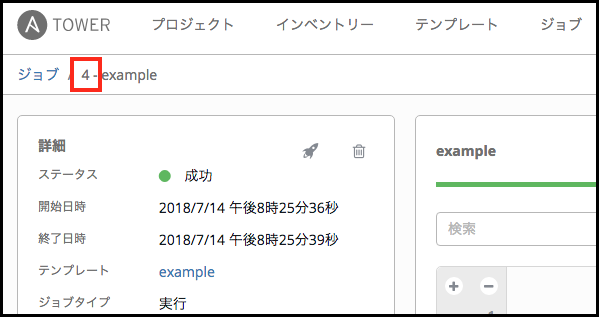 A TOWER プロジェクト インベントリー テンプレート ジョブ
ジョブ / 4 - example
詳細
ステータス 成功
開始日時 2018/7/14 午後8時25分36秒
終了日時 2018/7/14 午後8時25分39秒
テンプレート example
ジョブタイプ 実行
example
検索